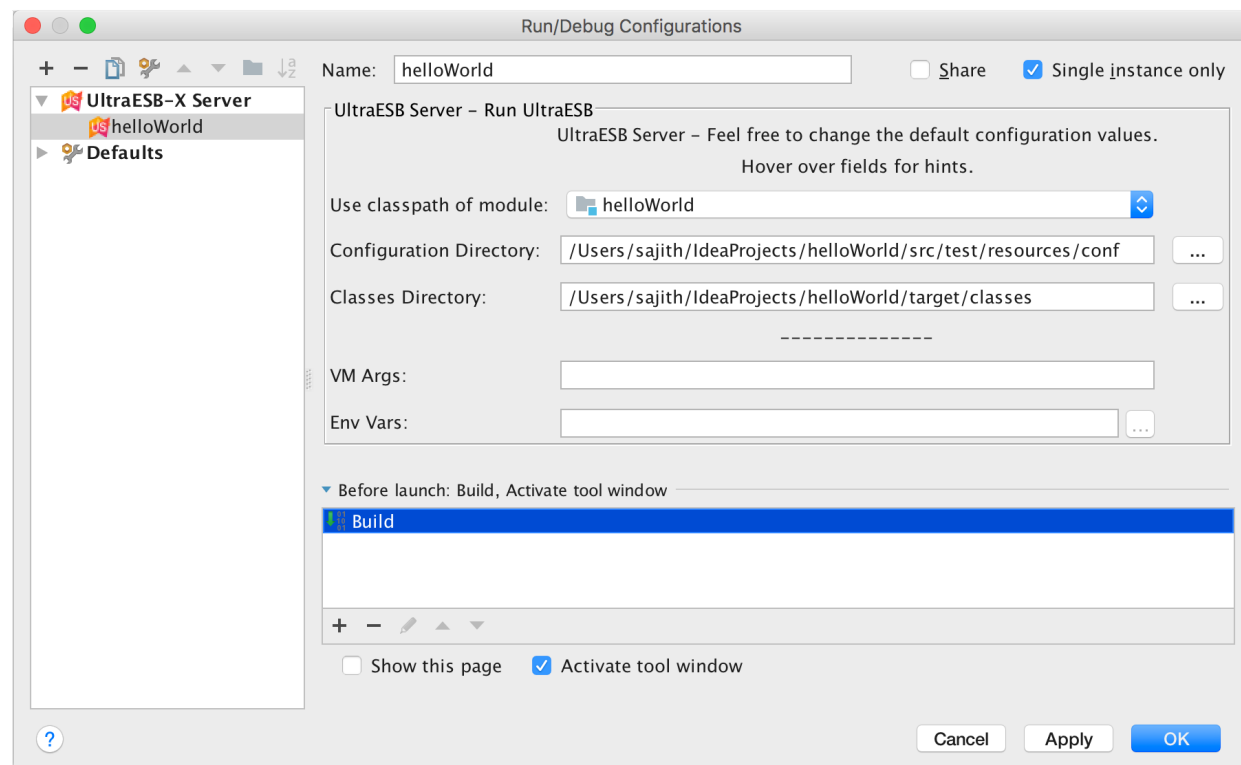 Run/Debug Configurations
Name: helloWorld Share Single instance only
UltraESB-X Server
helloWorld
Defaults
UltraESB Server – Run UltraESB
UltraESB Server – Feel free to change the default configuration values.
Hover over fields for hints.
Use classpath of module: helloWorld
Configuration Directory: /Users/sajith/IdeaProjects/helloWorld/src/test/resources/conf ...
Classes Directory: /Users/sajith/IdeaProjects/helloWorld/target/classes ...
--------------
VM Args:
Env Vars: ...
Before launch: Build, Activate tool window
Build
Show this page Activate tool window
? Cancel Apply OK